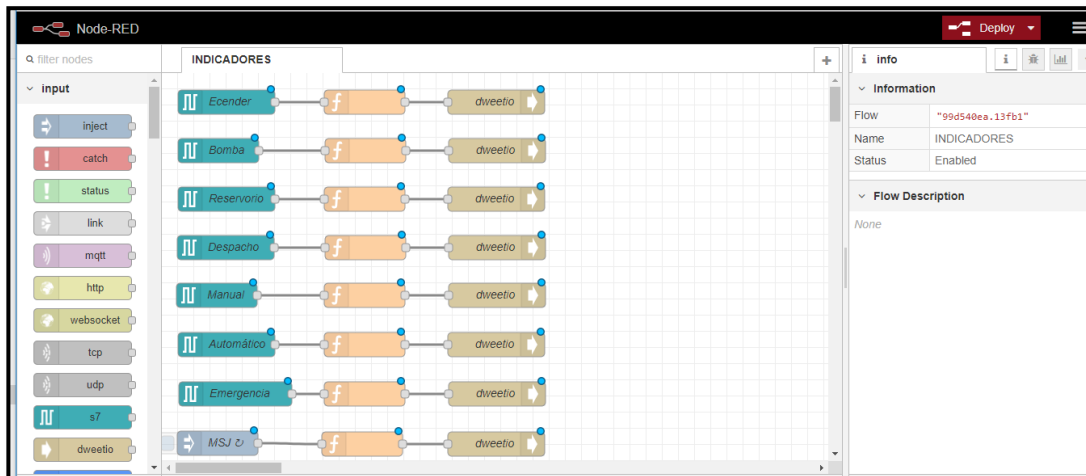 Node-RED
Deploy
filter nodes
INDICADORES
info
input
inject
catch
status
link
mqtt
http
websocket
tcp
udp
s7
dweetio
Ecender
dweetio
Bomba
dweetio
Reservorio
dweetio
Despacho
dweetio
Manual
dweetio
Automático
dweetio
Emergencia
dweetio
MSJ ↻
dweetio
Information
Flow "99d540ea.13fb1"
Name INDICADORES
Status Enabled
Flow Description
None